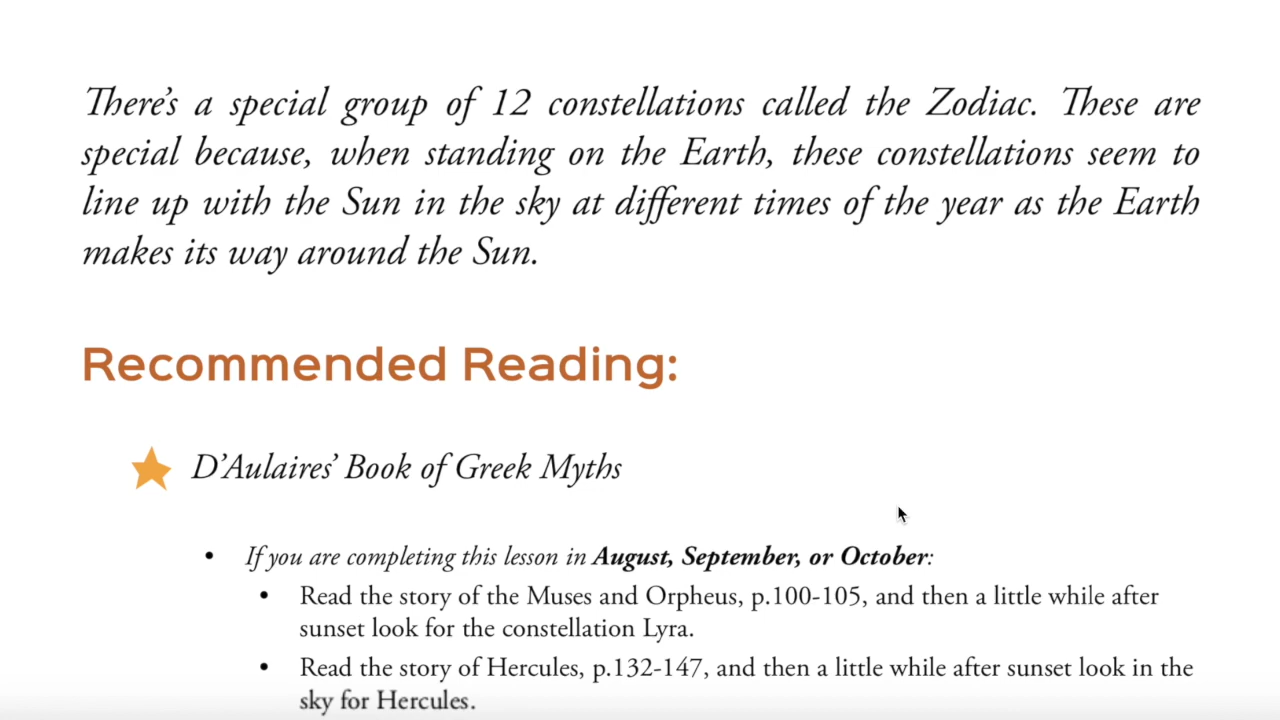 There's a special group of 12 constellations called the Zodiac. These are
special because, when standing on the Earth, these constellations seem to
line up with the Sun in the sky at different times of the year as the Earth
makes its way around the Sun.
Recommended Reading:
D'Aulaires' Book of Greek Myths
• If you are completing this lesson in August, September, or October:
• Read the story of the Muses and Orpheus, p.100-105, and then a little while after
sunset look for the constellation Lyra.
• Read the story of Hercules, p.132-147, and then a little while after sunset look in the
sky for Hercules.